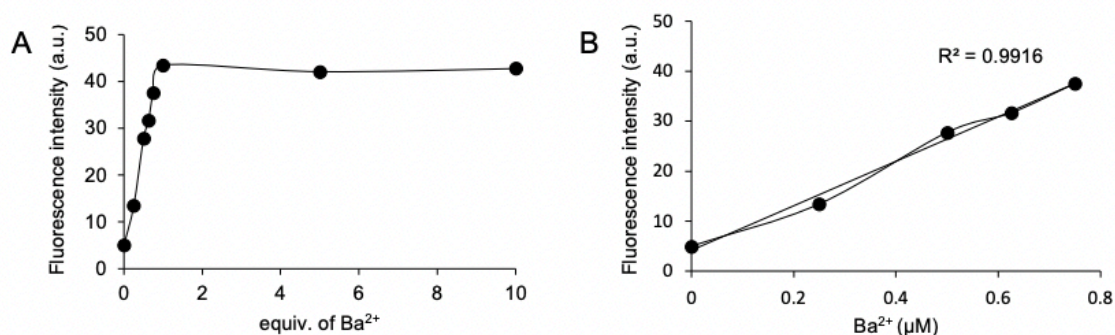 A
Fluorescence intensity (a.u.)
50
40
30
20
10
0
0 2 4 6 8 10
equiv. of Ba²⁺
B
Fluorescence intensity (a.u.)
50
40
30
20
10
0
R² = 0.9916
0 0.2 0.4 0.6 0.8
Ba²⁺ (µM)